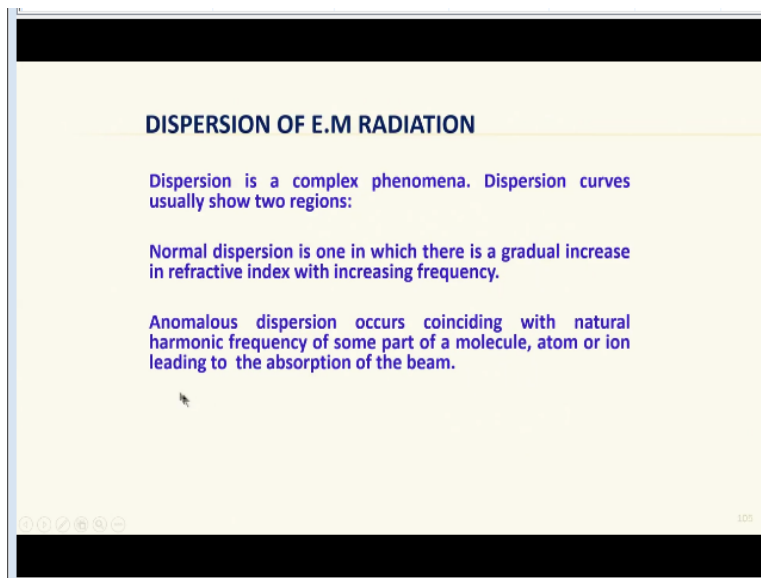 DISPERSION OF E.M RADIATION
Dispersion is a complex phenomena. Dispersion curves
usually show two regions:
Normal dispersion is one in which there is a gradual increase
in refractive index with increasing frequency.
Anomalous dispersion occurs coinciding with natural
harmonic frequency of some part of a molecule, atom or ion
leading to the absorption of the beam.
105